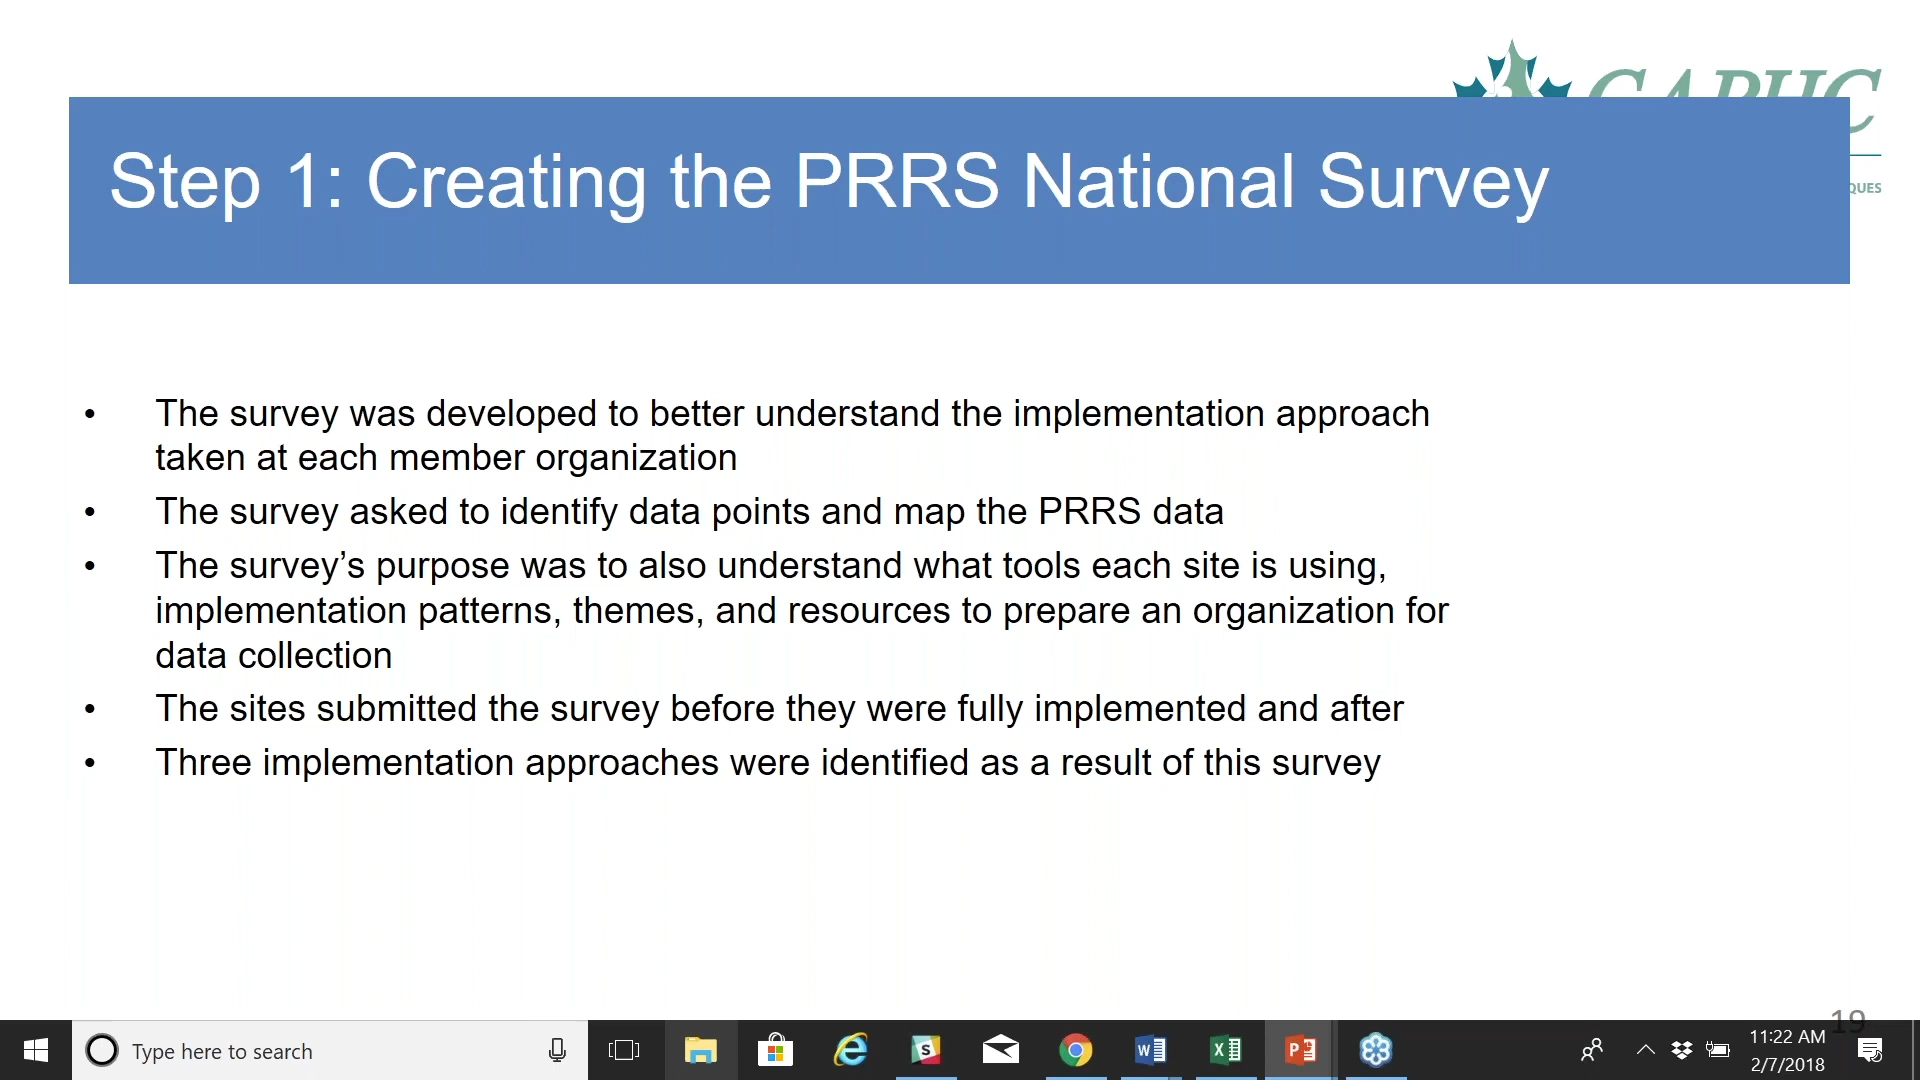 CAPHC
Step 1: Creating the PRRS National Survey
QUES
• The survey was developed to better understand the implementation approach
taken at each member organization
• The survey asked to identify data points and map the PRRS data
• The survey’s purpose was to also understand what tools each site is using,
implementation patterns, themes, and resources to prepare an organization for
data collection
• The sites submitted the survey before they were fully implemented and after
• Three implementation approaches were identified as a result of this survey
19
Type here to search
11:22 AM
2/7/2018